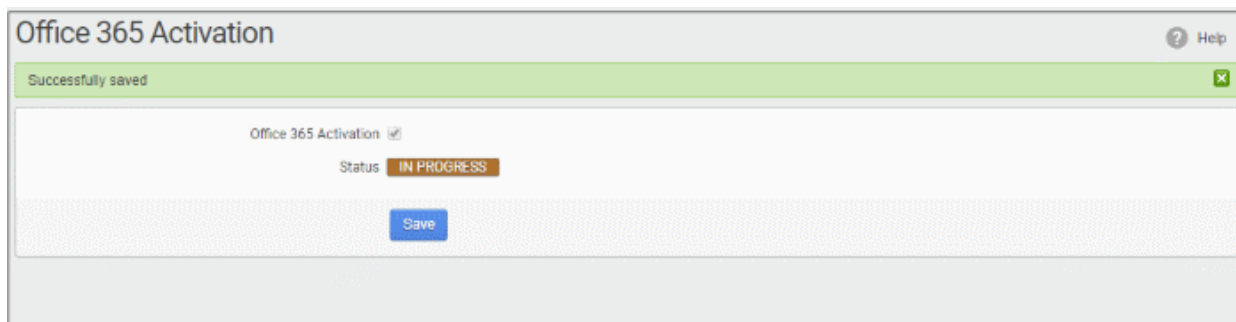 Office 365 Activation
Help
Successfully saved
Office 365 Activation
Status IN PROGRESS
Save